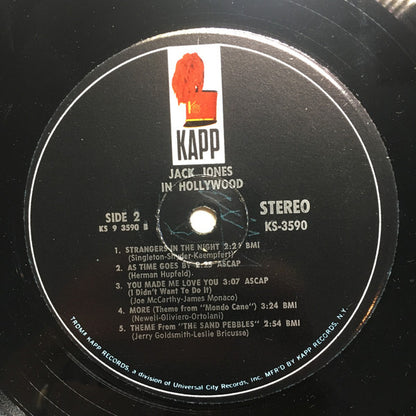 KAPP
JACK JONES
IN HOLLYWOOD
SIDE 2
KS 9 3590 B
STEREO
KS-3590
1. STRANGERS IN THE NIGHT 2:29 BMI
(Singleton-Snyder-Kaempfert)
2. AS TIME GOES BY 2:25 ASCAP
(Herman Hupfeld)
3. YOU MADE ME LOVE YOU 3:07 ASCAP
(I Didn't Want To Do It)
(Joe McCarthy-James Monaco)
4. MORE (Theme from "Mondo Cane") 3:24 BMI
(Newell-Oliviero-Ortolani)
5. THEME From "THE SAND PEBBLES" 2:54 BMI
(Jerry Goldsmith-Leslie Bricusse)
KAPP RECORDS, a division of Universal City Records, Inc. MFR'D BY KAPP RECORDS, N.Y.